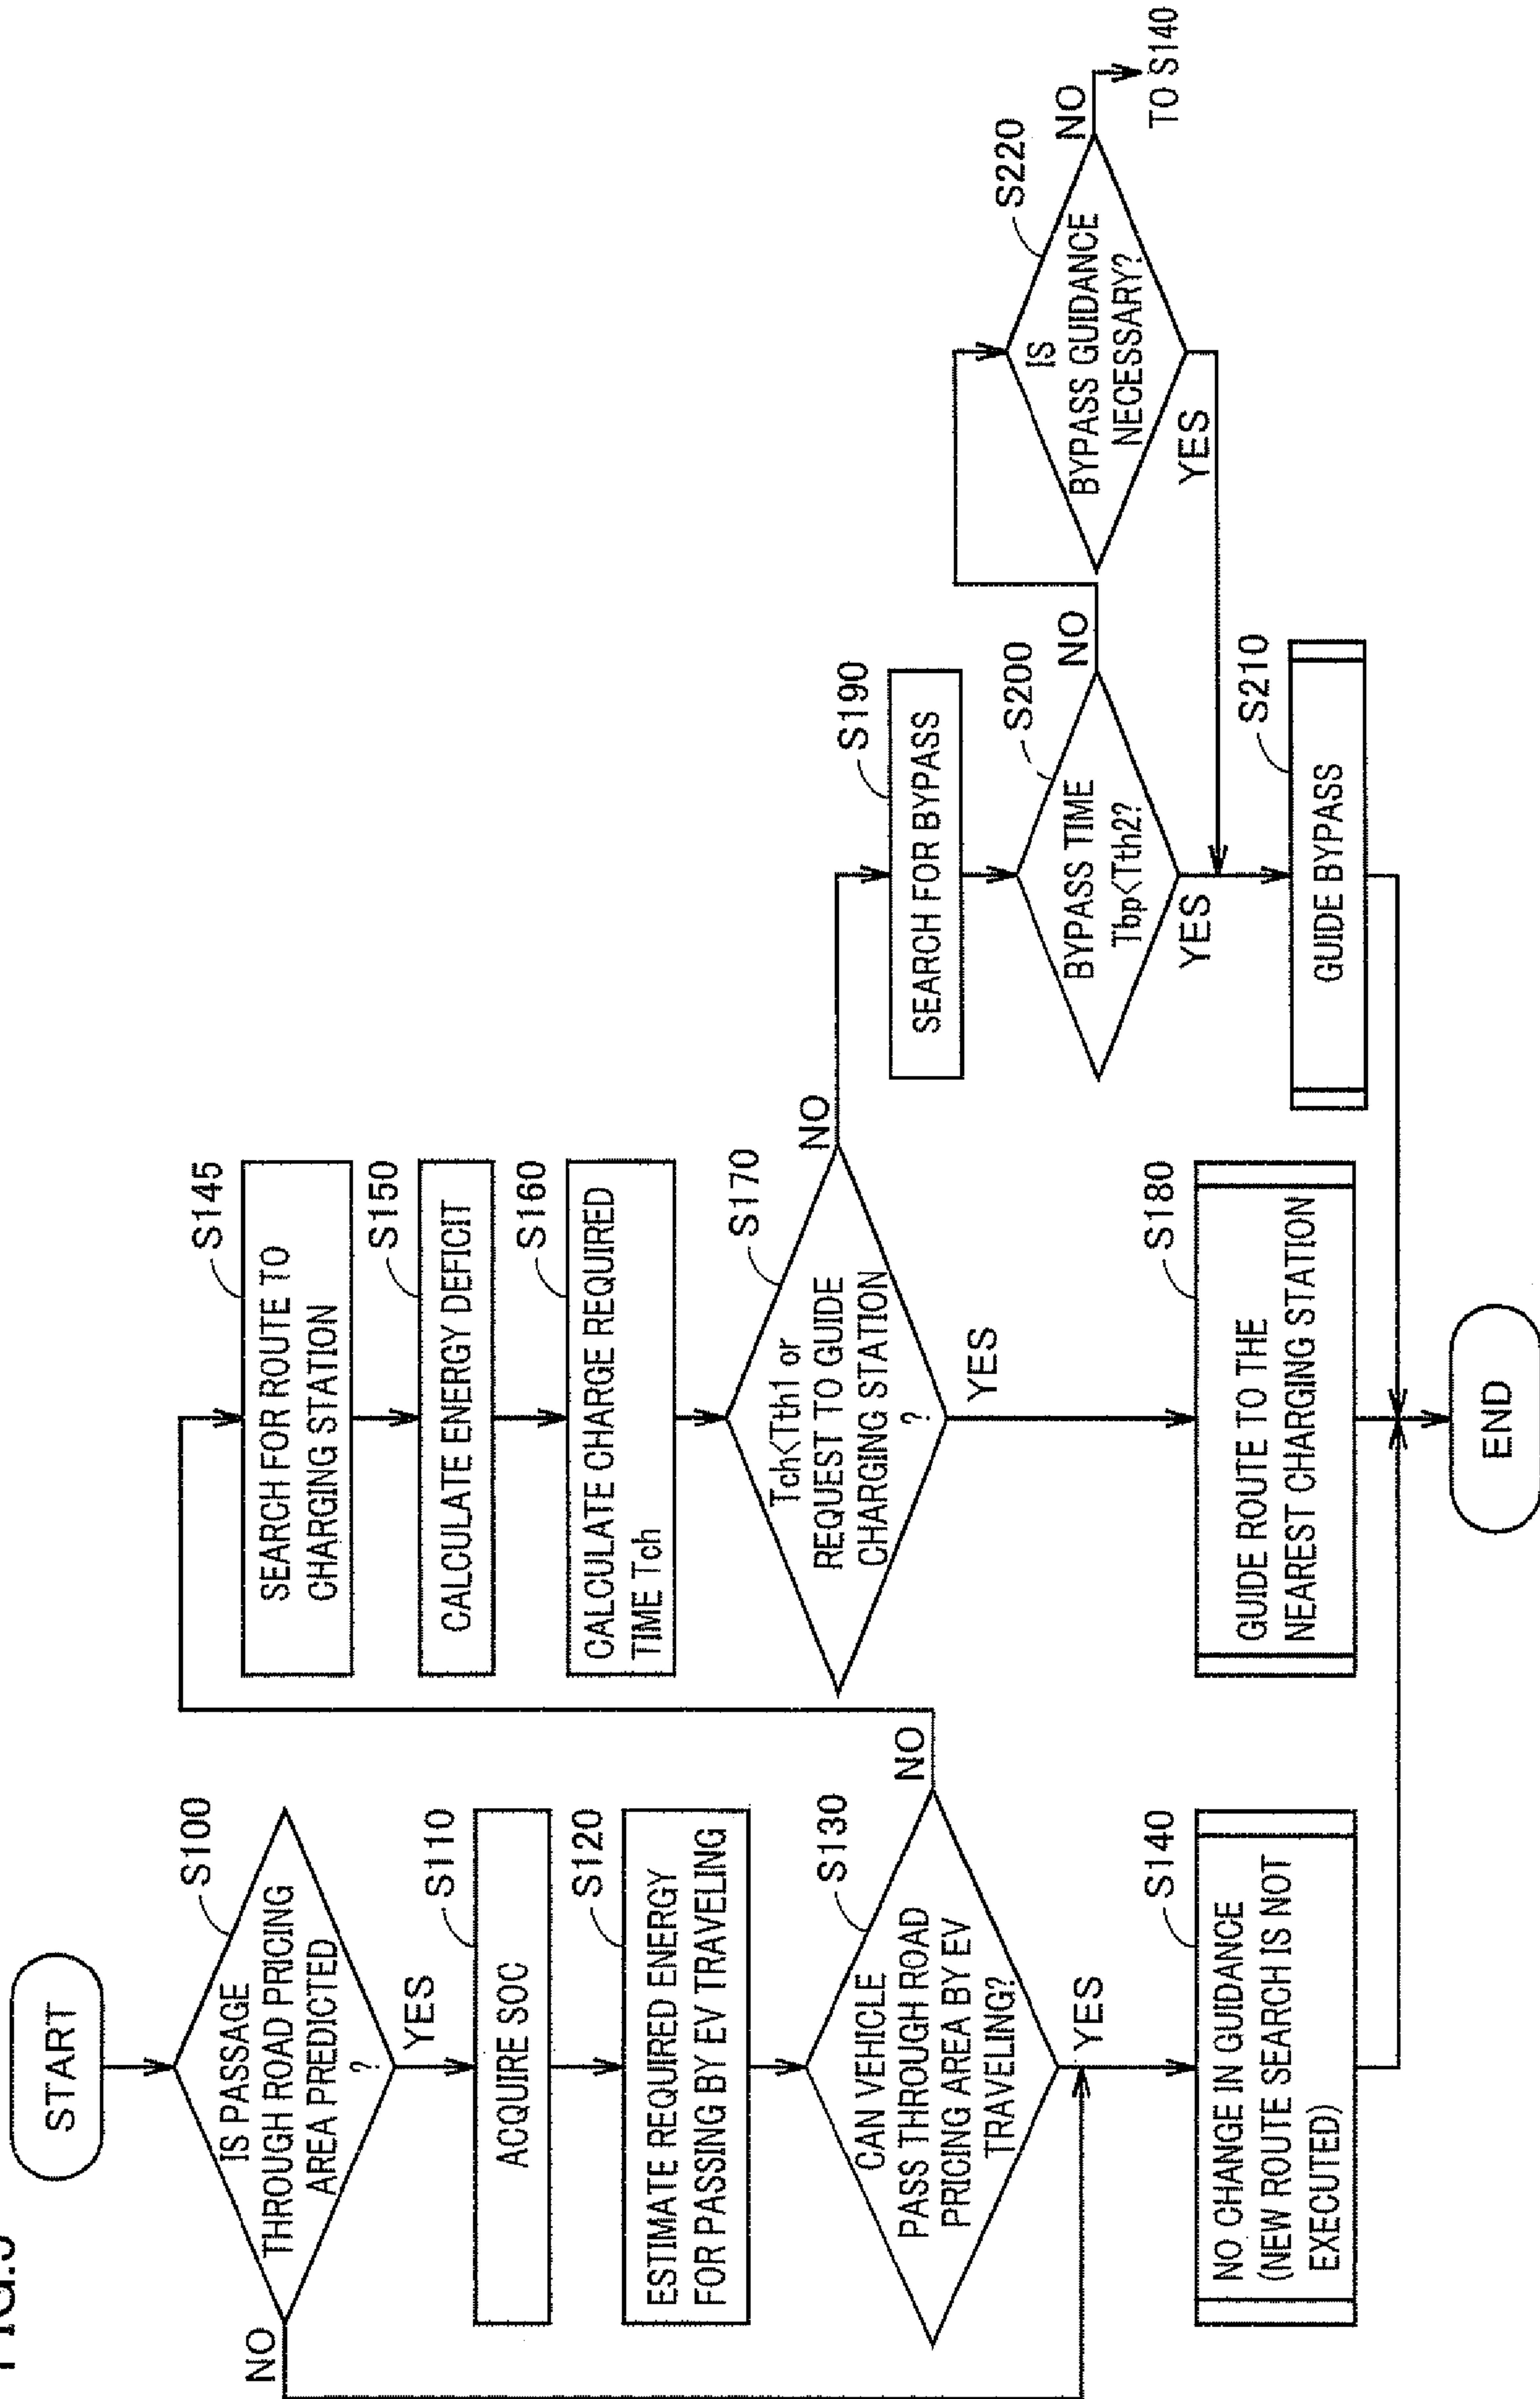 START
S100
IS PASSAGE
THROUGH ROAD PRICING
AREA PREDICTED
?
NO
YES
S110
ACQUIRE SOC
S120
ESTIMATE REQUIRED ENERGY
FOR PASSING BY EV TRAVELING
S130
CAN VEHICLE
PASS THROUGH ROAD
PRICING AREA BY EV
TRAVELING?
NO
YES
S140
NO CHANGE IN GUIDANCE
(NEW ROUTE SEARCH IS NOT
EXECUTED)
S145
SEARCH FOR ROUTE TO
CHARGING STATION
S150
CALCULATE ENERGY DEFICIT
S160
CALCULATE CHARGE REQUIRED
TIME Tch
S170
Tch<Tth1 or
REQUEST TO GUIDE
CHARGING STATION
?
NO
YES
S180
GUIDE ROUTE TO THE
NEAREST CHARGING STATION
S190
SEARCH FOR BYPASS
S200
BYPASS TIME
Tbp<Tth2?
NO
YES
S210
GUIDE BYPASS
S220
IS
BYPASS GUIDANCE
NECESSARY?
NO
TO S140
YES
END